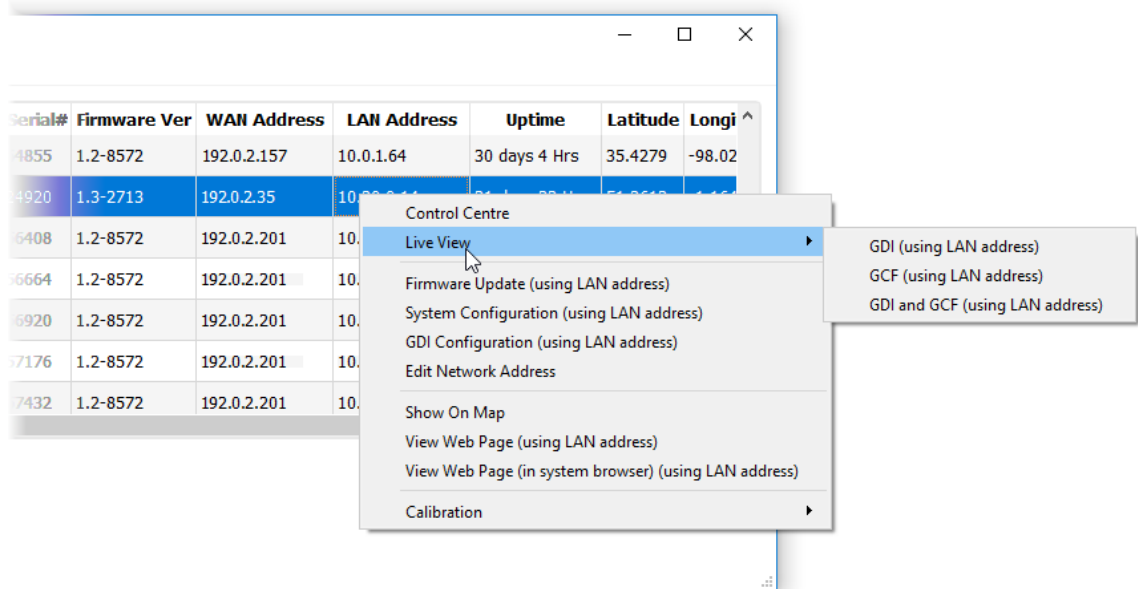 Serial# Firmware Ver WAN Address LAN Address Uptime Latitude Longi
4855 1.2-8572 192.0.2.157 10.0.1.64 30 days 4 Hrs 35.4279 -98.02
4920 1.3-2713 192.0.2.35 10.
6408 1.2-8572 192.0.2.201 10.
6664 1.2-8572 192.0.2.201 10.
6920 1.2-8572 192.0.2.201 10.
7176 1.2-8572 192.0.2.201 10.
7432 1.2-8572 192.0.2.201 10.
Control Centre
Live View
Firmware Update (using LAN address)
System Configuration (using LAN address)
GDI Configuration (using LAN address)
Edit Network Address
Show On Map
View Web Page (using LAN address)
View Web Page (in system browser) (using LAN address)
Calibration
GDI (using LAN address)
GCF (using LAN address)
GDI and GCF (using LAN address)